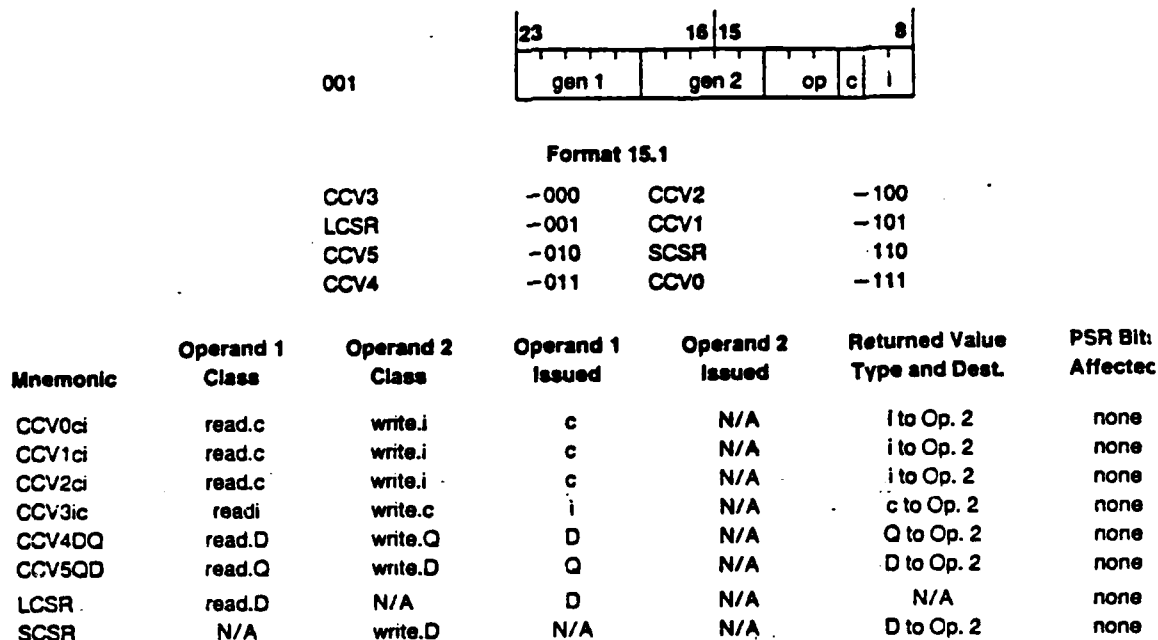 23 16 15 8
001 gen 1 gen 2 op c i
Format 15.1
CCV3 –000 CCV2 –100
LCSR –001 CCV1 –101
CCV5 –010 SCSR 110
CCV4 –011 CCV0 –111
Operand 1 Operand 2 Operand 1 Operand 2 Returned Value PSR Bit:
Mnemonic Class Class Issued Issued Type and Dest. Affected
CCV0ci read.c write.i c N/A i to Op. 2 none
CCV1ci read.c write.i c N/A i to Op. 2 none
CCV2ci read.c write.i c N/A i to Op. 2 none
CCV3ic readi write.c i N/A c to Op. 2 none
CCV4DQ read.D write.Q D N/A Q to Op. 2 none
CCV5QD read.Q write.D Q N/A D to Op. 2 none
LCSR read.D N/A D N/A N/A none
SCSR N/A write.D N/A N/A D to Op. 2 none